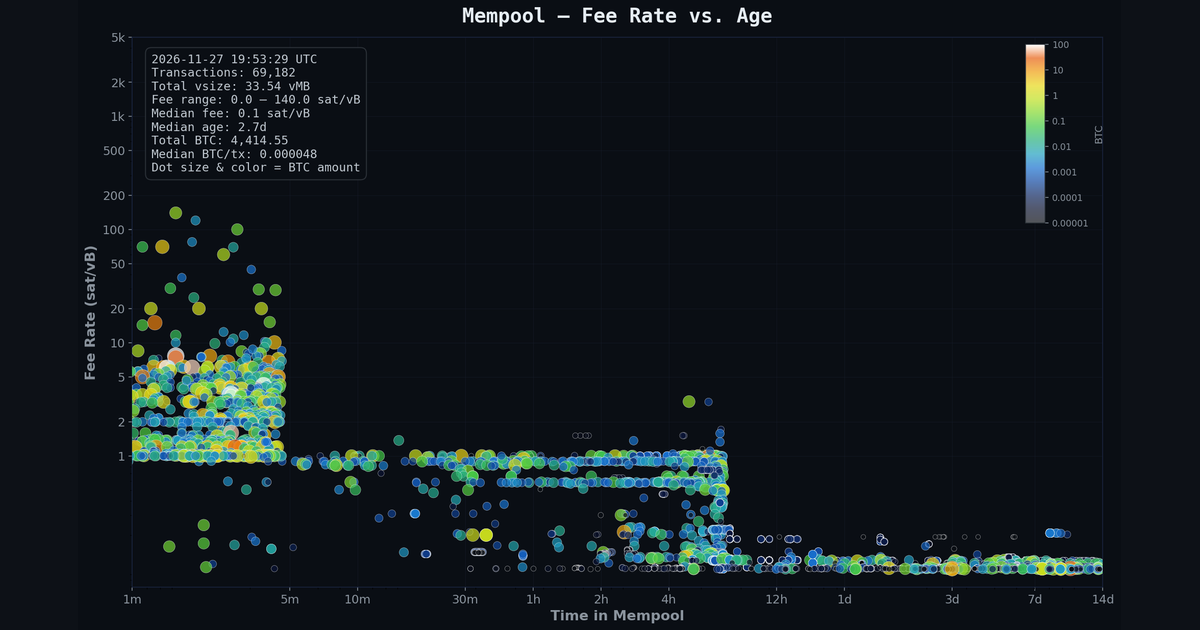 Mempool — Fee Rate vs. Age
2026-11-27 19:53:29 UTC
Transactions: 69,182
Total vsize: 33.54 vMB
Fee range: 0.0 – 140.0 sat/vB
Median fee: 0.1 sat/vB
Median age: 2.7d
Total BTC: 4,414.55
Median BTC/tx: 0.000048
Dot size & color = BTC amount
100
10
1
0.1
0.01
0.001
0.0001
0.00001
BTC
Fee Rate (sat/vB)
5k
2k
1k
500
200
100
50
20
10
5
2
1
1m 5m 10m 30m 1h 2h 4h 12h 1d 3d 7d 14d
Time in Mempool